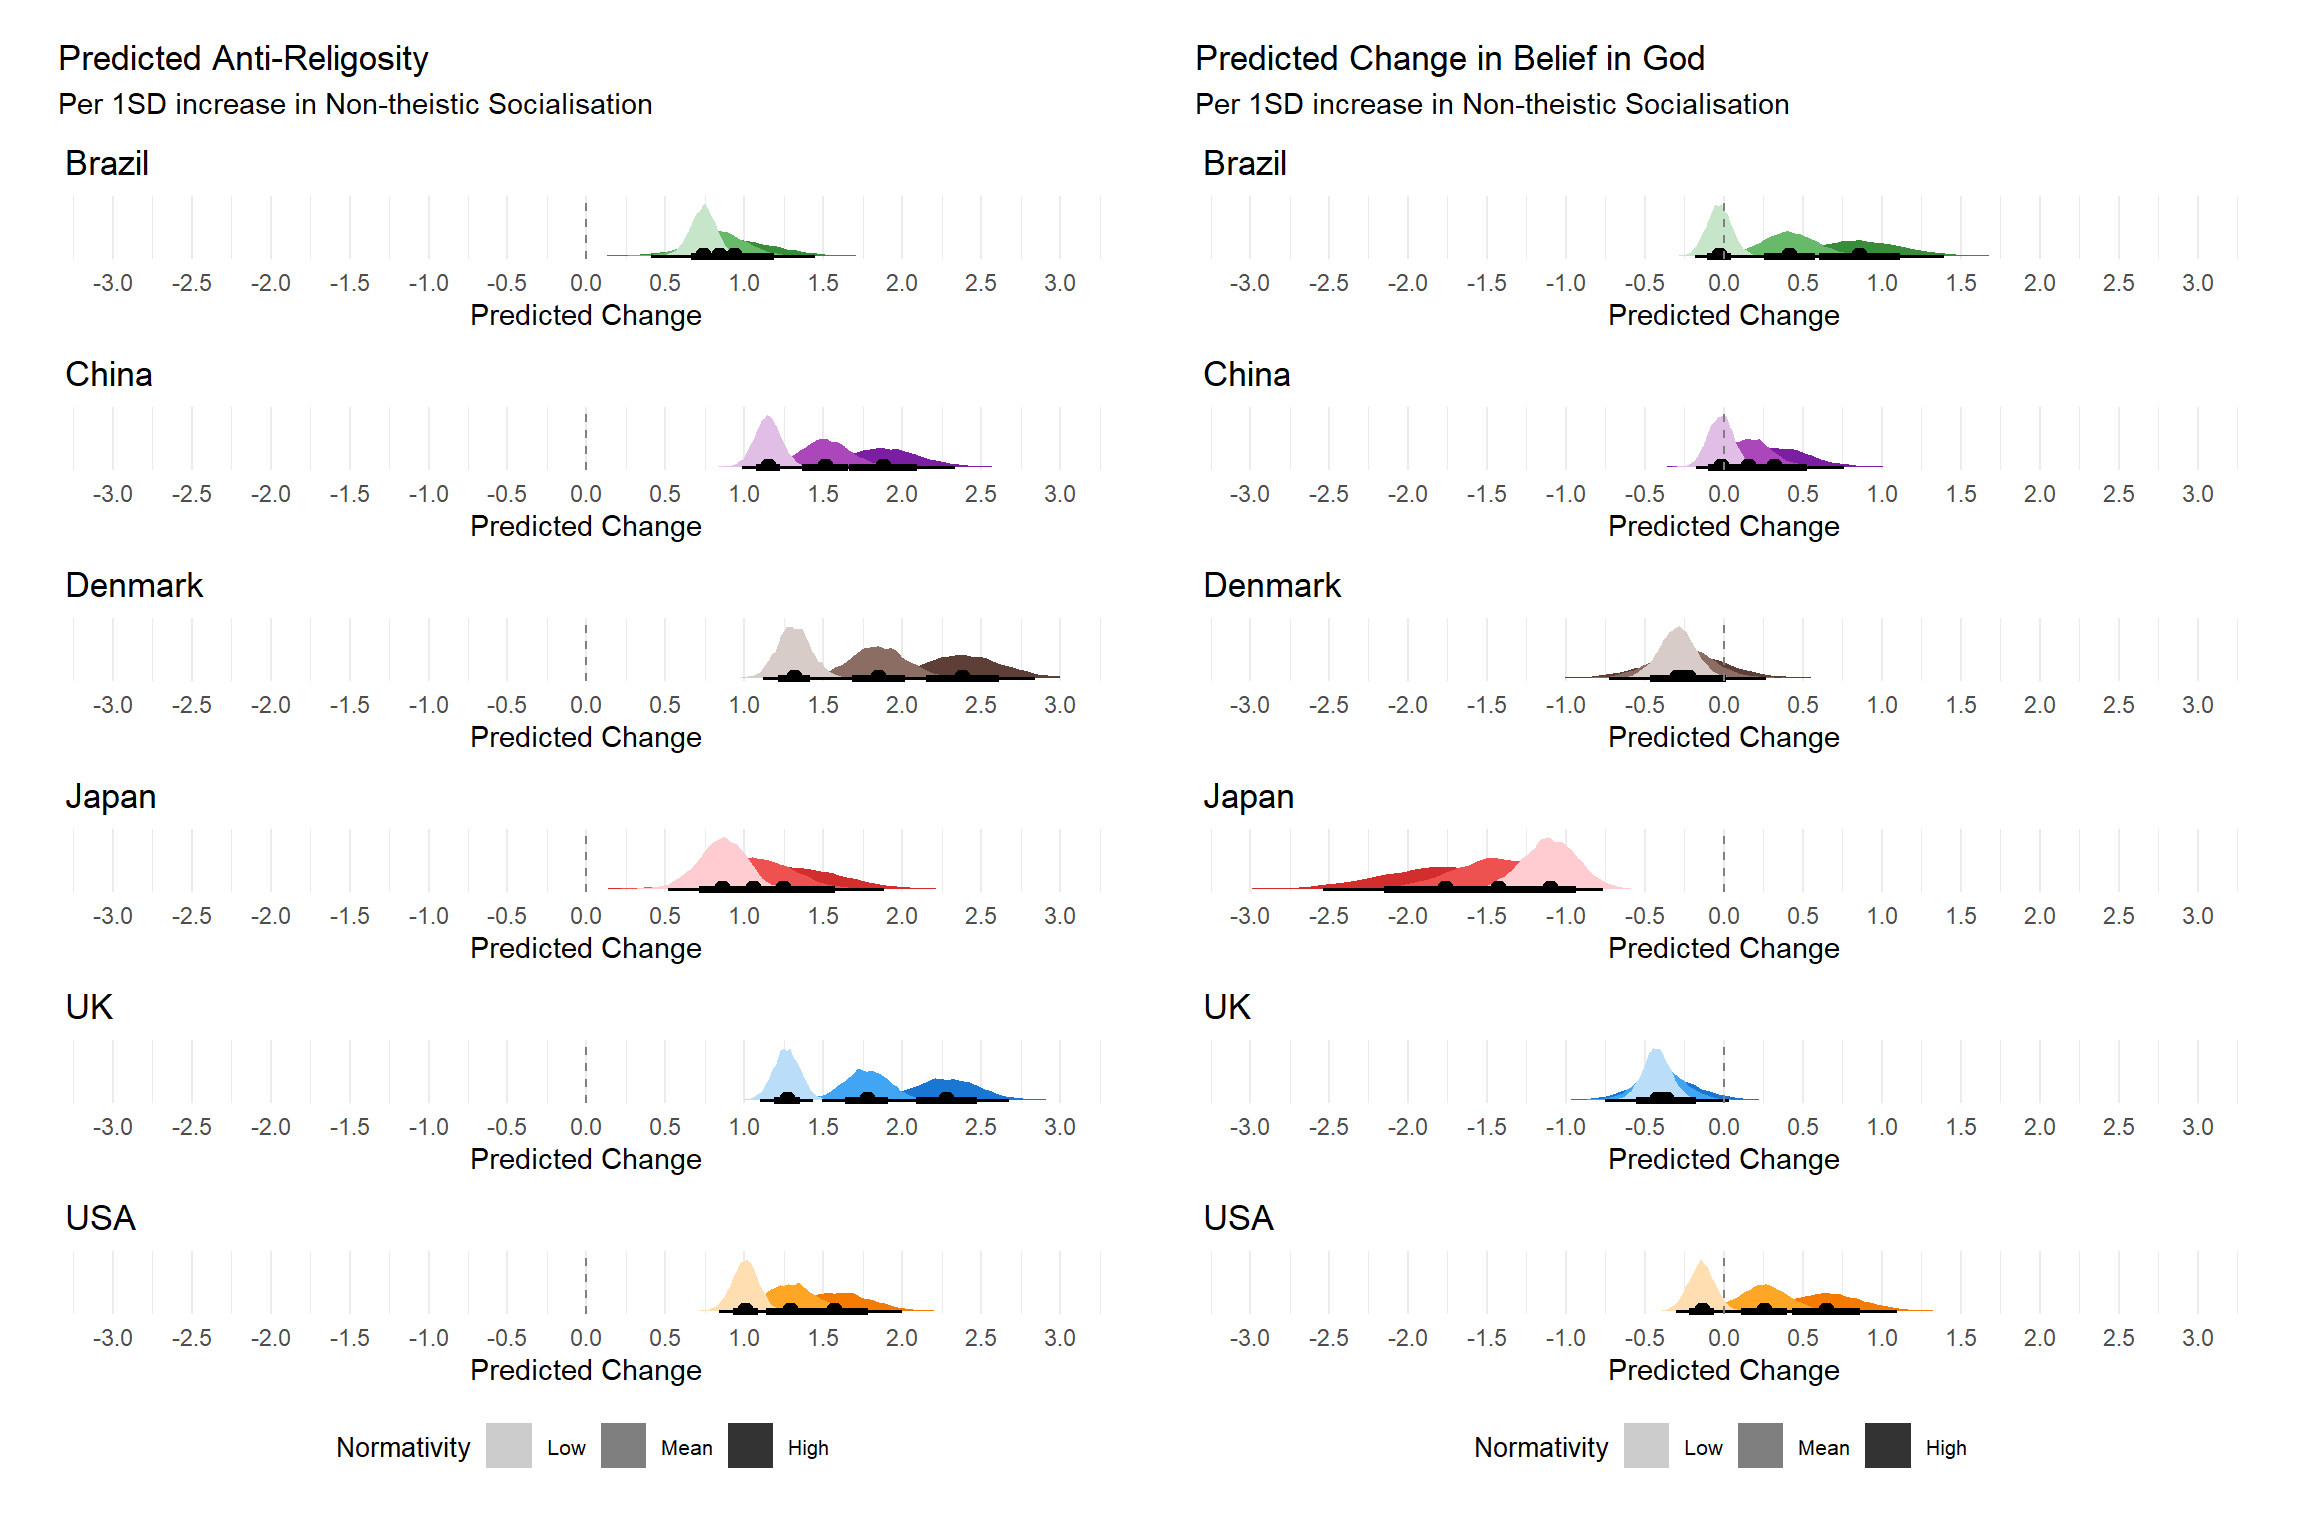 Predicted Anti-Religosity
Per 1SD increase in Non-theistic Socialisation
Brazil
-3.0 -2.5 -2.0 -1.5 -1.0 -0.5 0.0 0.5 1.0 1.5 2.0 2.5 3.0
Predicted Change
China
-3.0 -2.5 -2.0 -1.5 -1.0 -0.5 0.0 0.5 1.0 1.5 2.0 2.5 3.0
Predicted Change
Denmark
-3.0 -2.5 -2.0 -1.5 -1.0 -0.5 0.0 0.5 1.0 1.5 2.0 2.5 3.0
Predicted Change
Japan
-3.0 -2.5 -2.0 -1.5 -1.0 -0.5 0.0 0.5 1.0 1.5 2.0 2.5 3.0
Predicted Change
UK
-3.0 -2.5 -2.0 -1.5 -1.0 -0.5 0.0 0.5 1.0 1.5 2.0 2.5 3.0
Predicted Change
USA
-3.0 -2.5 -2.0 -1.5 -1.0 -0.5 0.0 0.5 1.0 1.5 2.0 2.5 3.0
Predicted Change
Normativity Low Mean High
Predicted Change in Belief in God
Per 1SD increase in Non-theistic Socialisation
Brazil
-3.0 -2.5 -2.0 -1.5 -1.0 -0.5 0.0 0.5 1.0 1.5 2.0 2.5 3.0
Predicted Change
China
-3.0 -2.5 -2.0 -1.5 -1.0 -0.5 0.0 0.5 1.0 1.5 2.0 2.5 3.0
Predicted Change
Denmark
-3.0 -2.5 -2.0 -1.5 -1.0 -0.5 0.0 0.5 1.0 1.5 2.0 2.5 3.0
Predicted Change
Japan
-3.0 -2.5 -2.0 -1.5 -1.0 -0.5 0.0 0.5 1.0 1.5 2.0 2.5 3.0
Predicted Change
UK
-3.0 -2.5 -2.0 -1.5 -1.0 -0.5 0.0 0.5 1.0 1.5 2.0 2.5 3.0
Predicted Change
USA
-3.0 -2.5 -2.0 -1.5 -1.0 -0.5 0.0 0.5 1.0 1.5 2.0 2.5 3.0
Predicted Change
Normativity Low Mean High